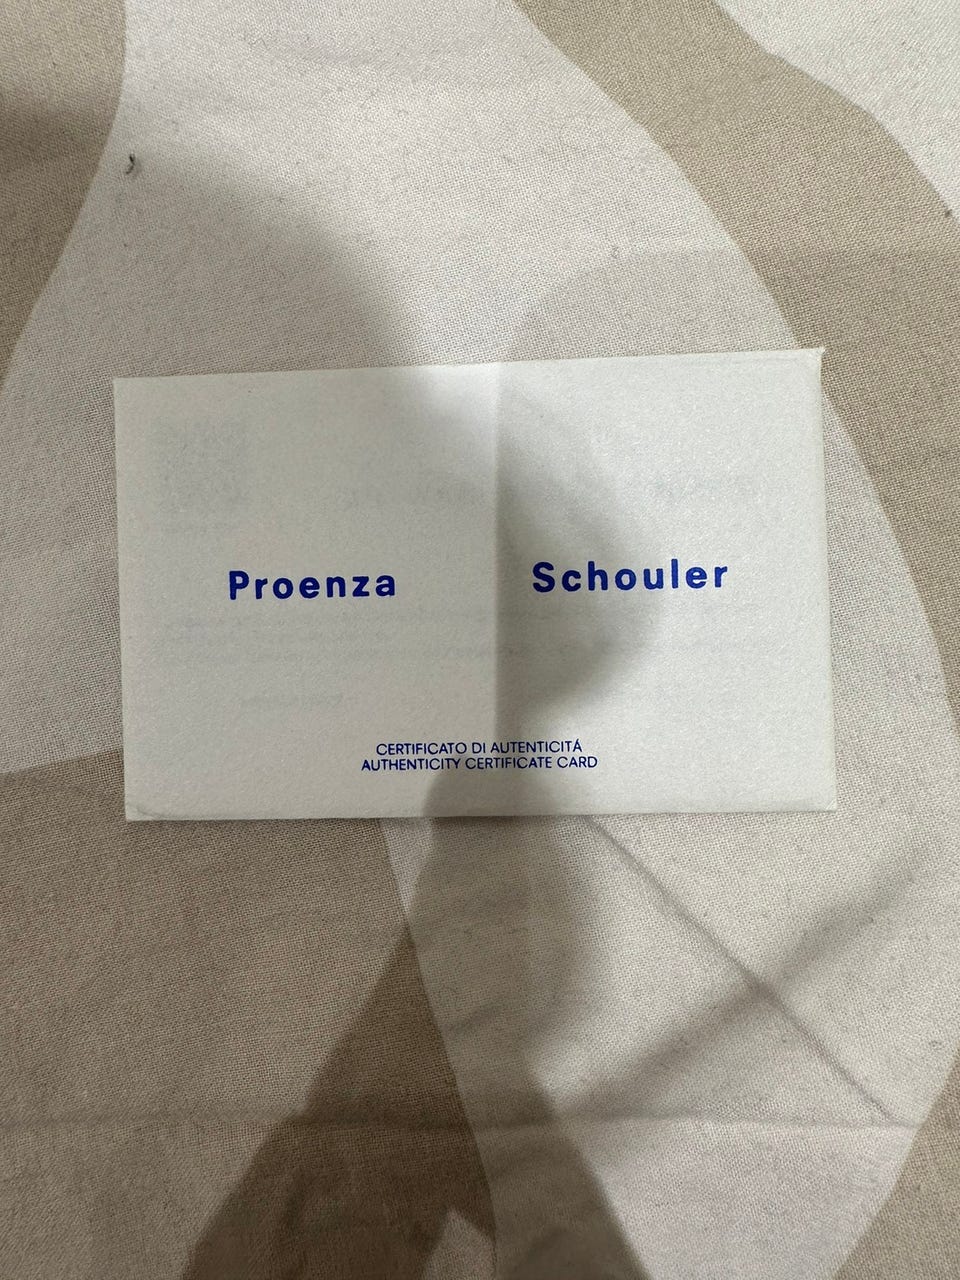 Proenza Schouler
CERTIFICATO DI AUTENTICITÁ
AUTHENTICITY CERTIFICATE CARD